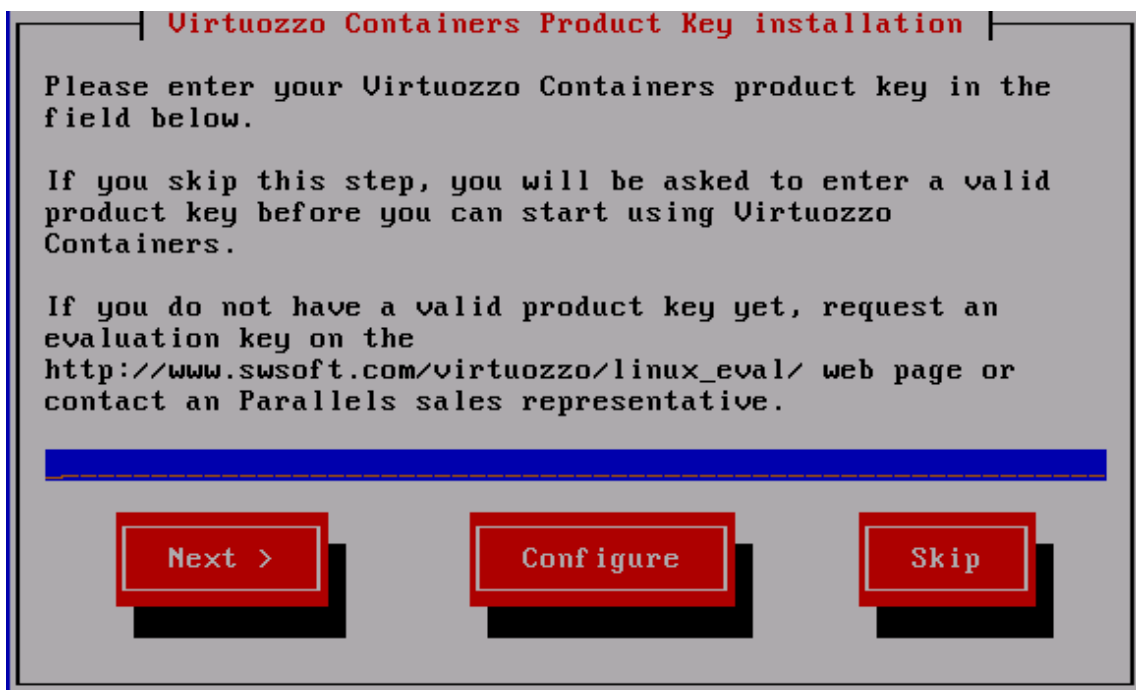 Virtuozzo Containers Product Key installation
Please enter your Virtuozzo Containers product key in the
field below.
If you skip this step, you will be asked to enter a valid
product key before you can start using Virtuozzo
Containers.
If you do not have a valid product key yet, request an
evaluation key on the
http://www.swsoft.com/virtuozzo/linux_eval/ web page or
contact an Parallels sales representative.
Next >
Configure
Skip